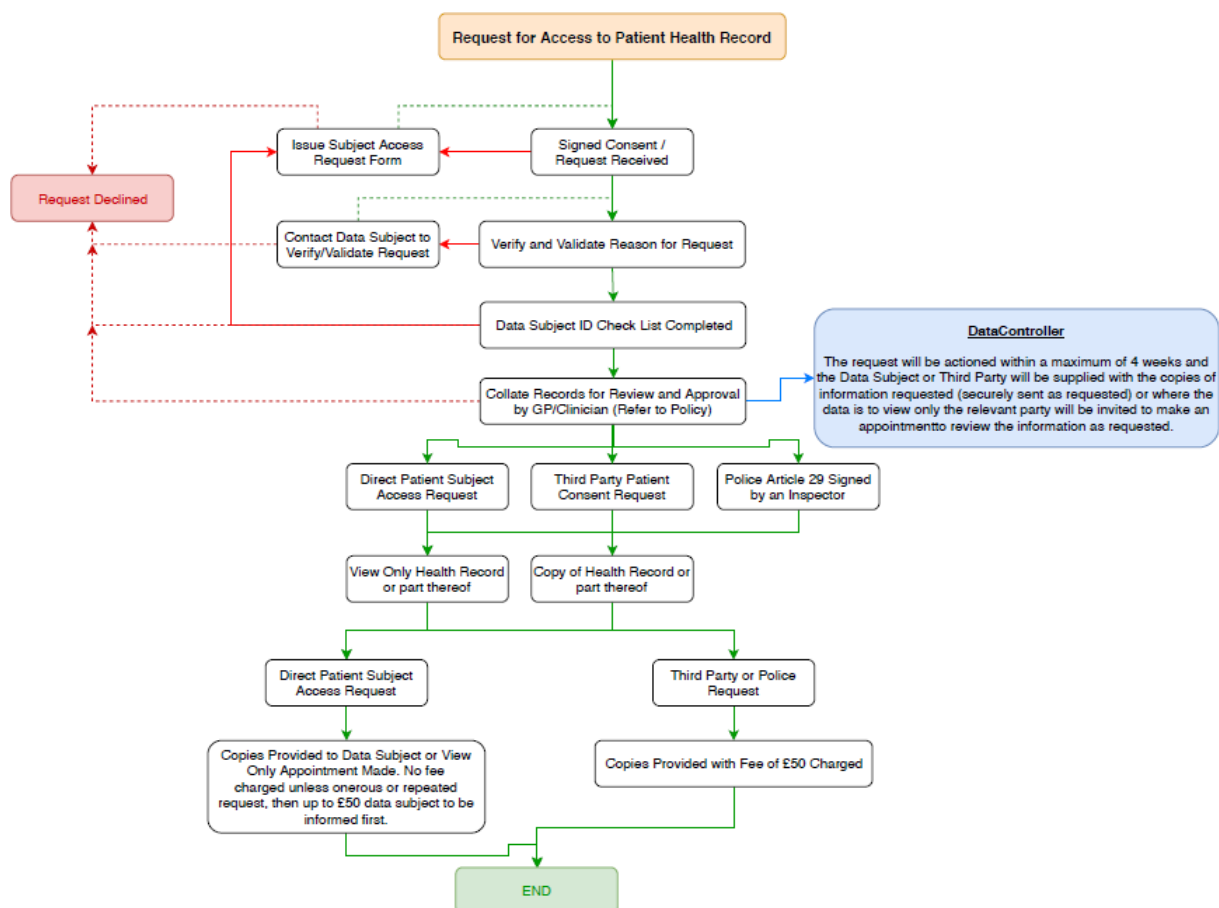 Request for Access to Patient Health Record
Issue Subject Access
Request Form
Signed Consent /
Request Received
Request Declined
Contact Data Subject to
Verify/Validate Request
Verify and Validate Reason for Request
Data Subject ID Check List Completed
DataController
The request will be actioned within a maximum of 4 weeks and
the Data Subject or Third Party will be supplied with the copies of
information requested (securely sent as requested) or where the
data is to view only the relevant party will be invited to make an
appointmentto review the information as requested.
Collate Records for Review and Approval
by GP/Clinician (Refer to Policy)
Direct Patient Subject
Access Request
Third Party Patient
Consent Request
Police Article 29 Signed
by an Inspector
View Only Health Record
or part thereof
Copy of Health Record or
part thereof
Direct Patient Subject
Access Request
Third Party or Police
Request
Copies Provided to Data Subject or View
Only Appointment Made. No fee
charged unless onerous or repeated
request, then up to £50 data subject to be
informed first.
Copies Provided with Fee of £50 Charged
END